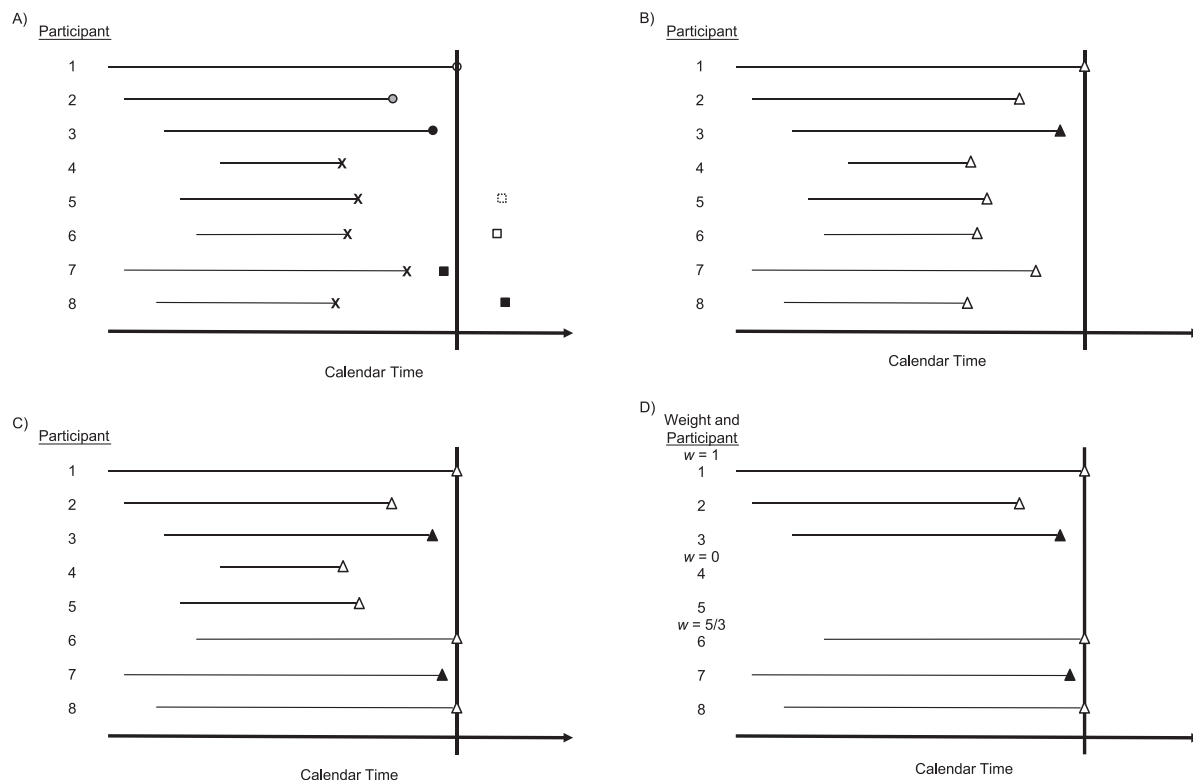 A)
Participant
1
2
3
4
X
5
X
6
X
7
X
8
X
Calendar Time
B)
Participant
1
2
3
4
5
6
7
8
Calendar Time
C)
Participant
1
2
3
4
5
6
7
8
Calendar Time
D)
Weight and
Participant
w = 1
1
2
3
w = 0
4
5
w = 5/3
6
7
8
Calendar Time